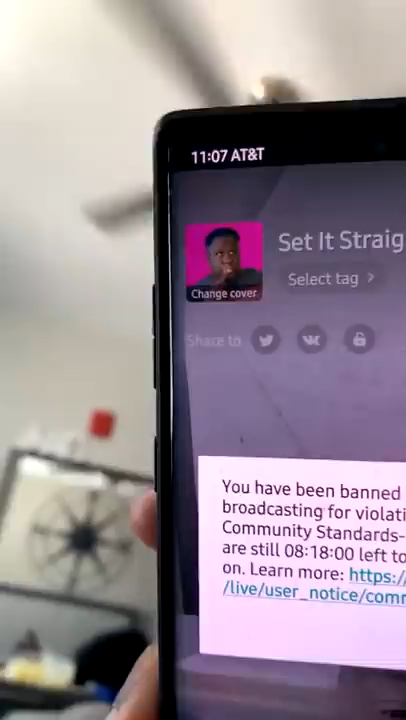 11:07 AT&T
Set It Straig
Select tag >
Change cover
Share to
You have been banned
broadcasting for violati
Community Standards-
are still 08:18:00 left to
on. Learn more: https:/
/live/user_notice/comm